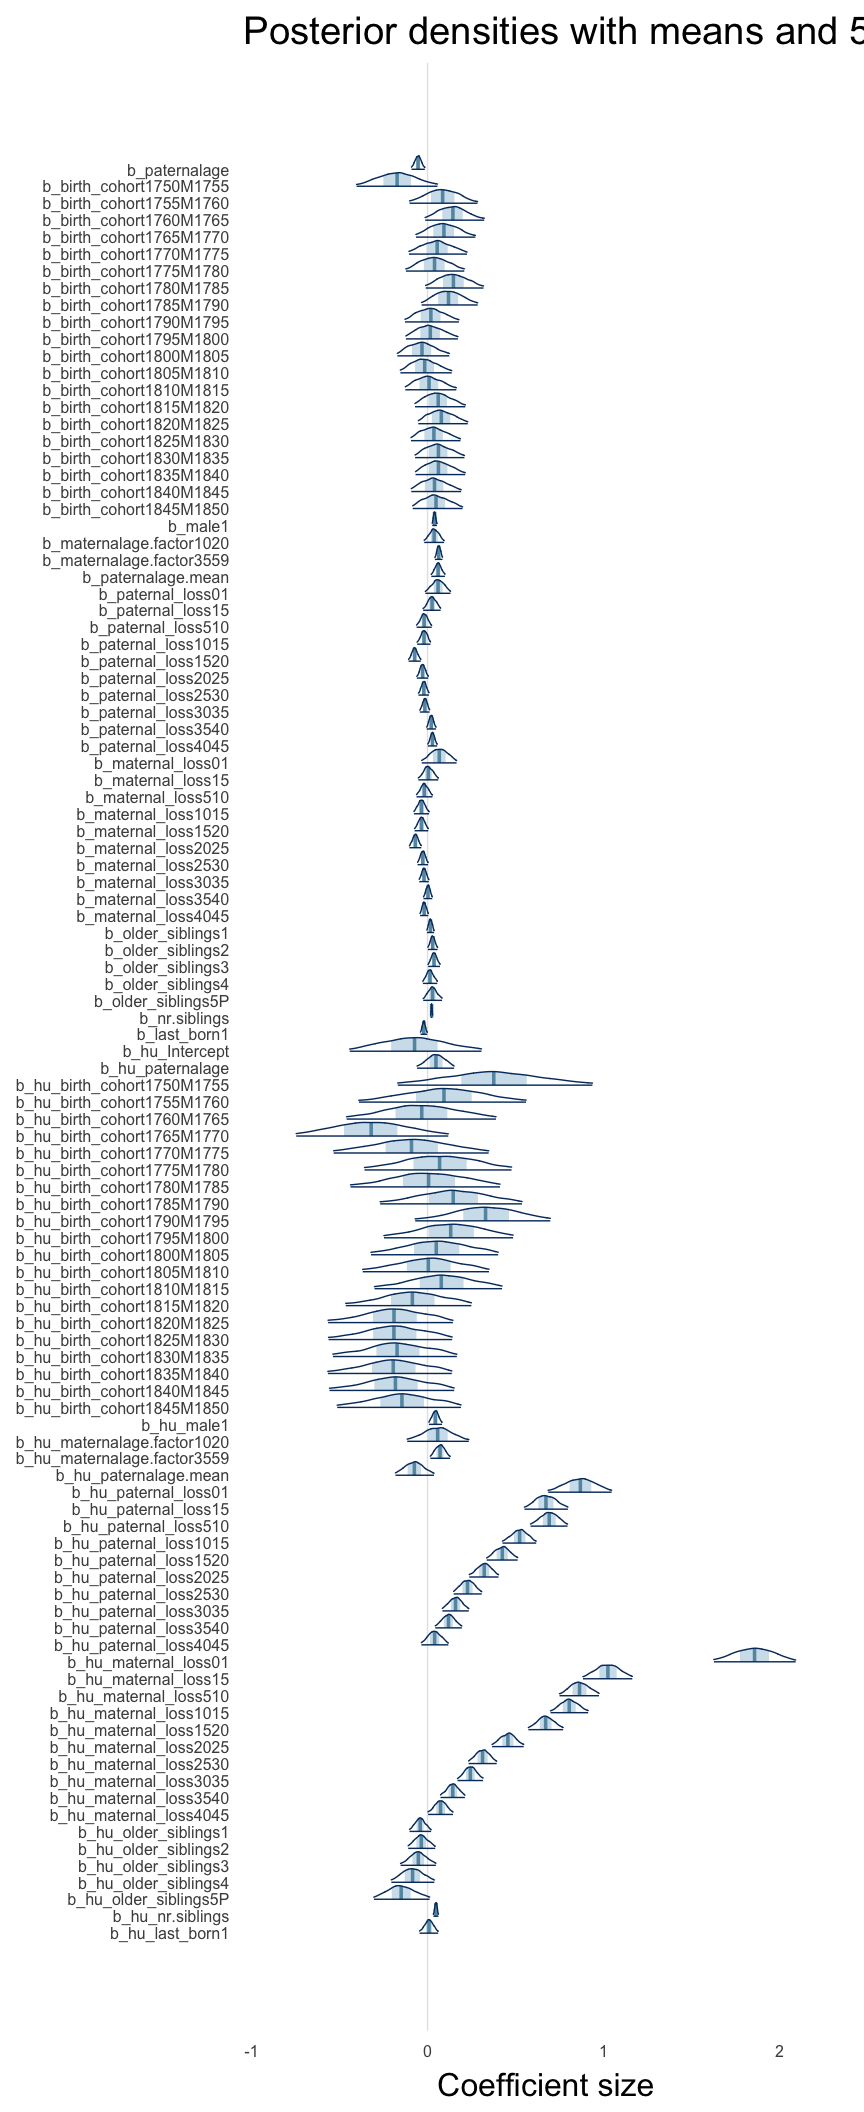 Posterior densities with means and 5
b_paternalage
b_birth_cohort1750M1755
b_birth_cohort1755M1760
b_birth_cohort1760M1765
b_birth_cohort1765M1770
b_birth_cohort1770M1775
b_birth_cohort1775M1780
b_birth_cohort1780M1785
b_birth_cohort1785M1790
b_birth_cohort1790M1795
b_birth_cohort1795M1800
b_birth_cohort1800M1805
b_birth_cohort1805M1810
b_birth_cohort1810M1815
b_birth_cohort1815M1820
b_birth_cohort1820M1825
b_birth_cohort1825M1830
b_birth_cohort1830M1835
b_birth_cohort1835M1840
b_birth_cohort1840M1845
b_birth_cohort1845M1850
b_male1
b_maternalage.factor1020
b_maternalage.factor3559
b_paternalage.mean
b_paternal_loss01
b_paternal_loss15
b_paternal_loss510
b_paternal_loss1015
b_paternal_loss1520
b_paternal_loss2025
b_paternal_loss2530
b_paternal_loss3035
b_paternal_loss3540
b_paternal_loss4045
b_maternal_loss01
b_maternal_loss15
b_maternal_loss510
b_maternal_loss1015
b_maternal_loss1520
b_maternal_loss2025
b_maternal_loss2530
b_maternal_loss3035
b_maternal_loss3540
b_maternal_loss4045
b_older_siblings1
b_older_siblings2
b_older_siblings3
b_older_siblings4
b_older_siblings5P
b_nr.siblings
b_last_born1
b_hu_Intercept
b_hu_paternalage
b_hu_birth_cohort1750M1755
b_hu_birth_cohort1755M1760
b_hu_birth_cohort1760M1765
b_hu_birth_cohort1765M1770
b_hu_birth_cohort1770M1775
b_hu_birth_cohort1775M1780
b_hu_birth_cohort1780M1785
b_hu_birth_cohort1785M1790
b_hu_birth_cohort1790M1795
b_hu_birth_cohort1795M1800
b_hu_birth_cohort1800M1805
b_hu_birth_cohort1805M1810
b_hu_birth_cohort1810M1815
b_hu_birth_cohort1815M1820
b_hu_birth_cohort1820M1825
b_hu_birth_cohort1825M1830
b_hu_birth_cohort1830M1835
b_hu_birth_cohort1835M1840
b_hu_birth_cohort1840M1845
b_hu_birth_cohort1845M1850
b_hu_male1
b_hu_maternalage.factor1020
b_hu_maternalage.factor3559
b_hu_paternalage.mean
b_hu_paternal_loss01
b_hu_paternal_loss15
b_hu_paternal_loss510
b_hu_paternal_loss1015
b_hu_paternal_loss1520
b_hu_paternal_loss2025
b_hu_paternal_loss2530
b_hu_paternal_loss3035
b_hu_paternal_loss3540
b_hu_paternal_loss4045
b_hu_maternal_loss01
b_hu_maternal_loss15
b_hu_maternal_loss510
b_hu_maternal_loss1015
b_hu_maternal_loss1520
b_hu_maternal_loss2025
b_hu_maternal_loss2530
b_hu_maternal_loss3035
b_hu_maternal_loss3540
b_hu_maternal_loss4045
b_hu_older_siblings1
b_hu_older_siblings2
b_hu_older_siblings3
b_hu_older_siblings4
b_hu_older_siblings5P
b_hu_nr.siblings
b_hu_last_born1
-1 0 1 2
Coefficient size